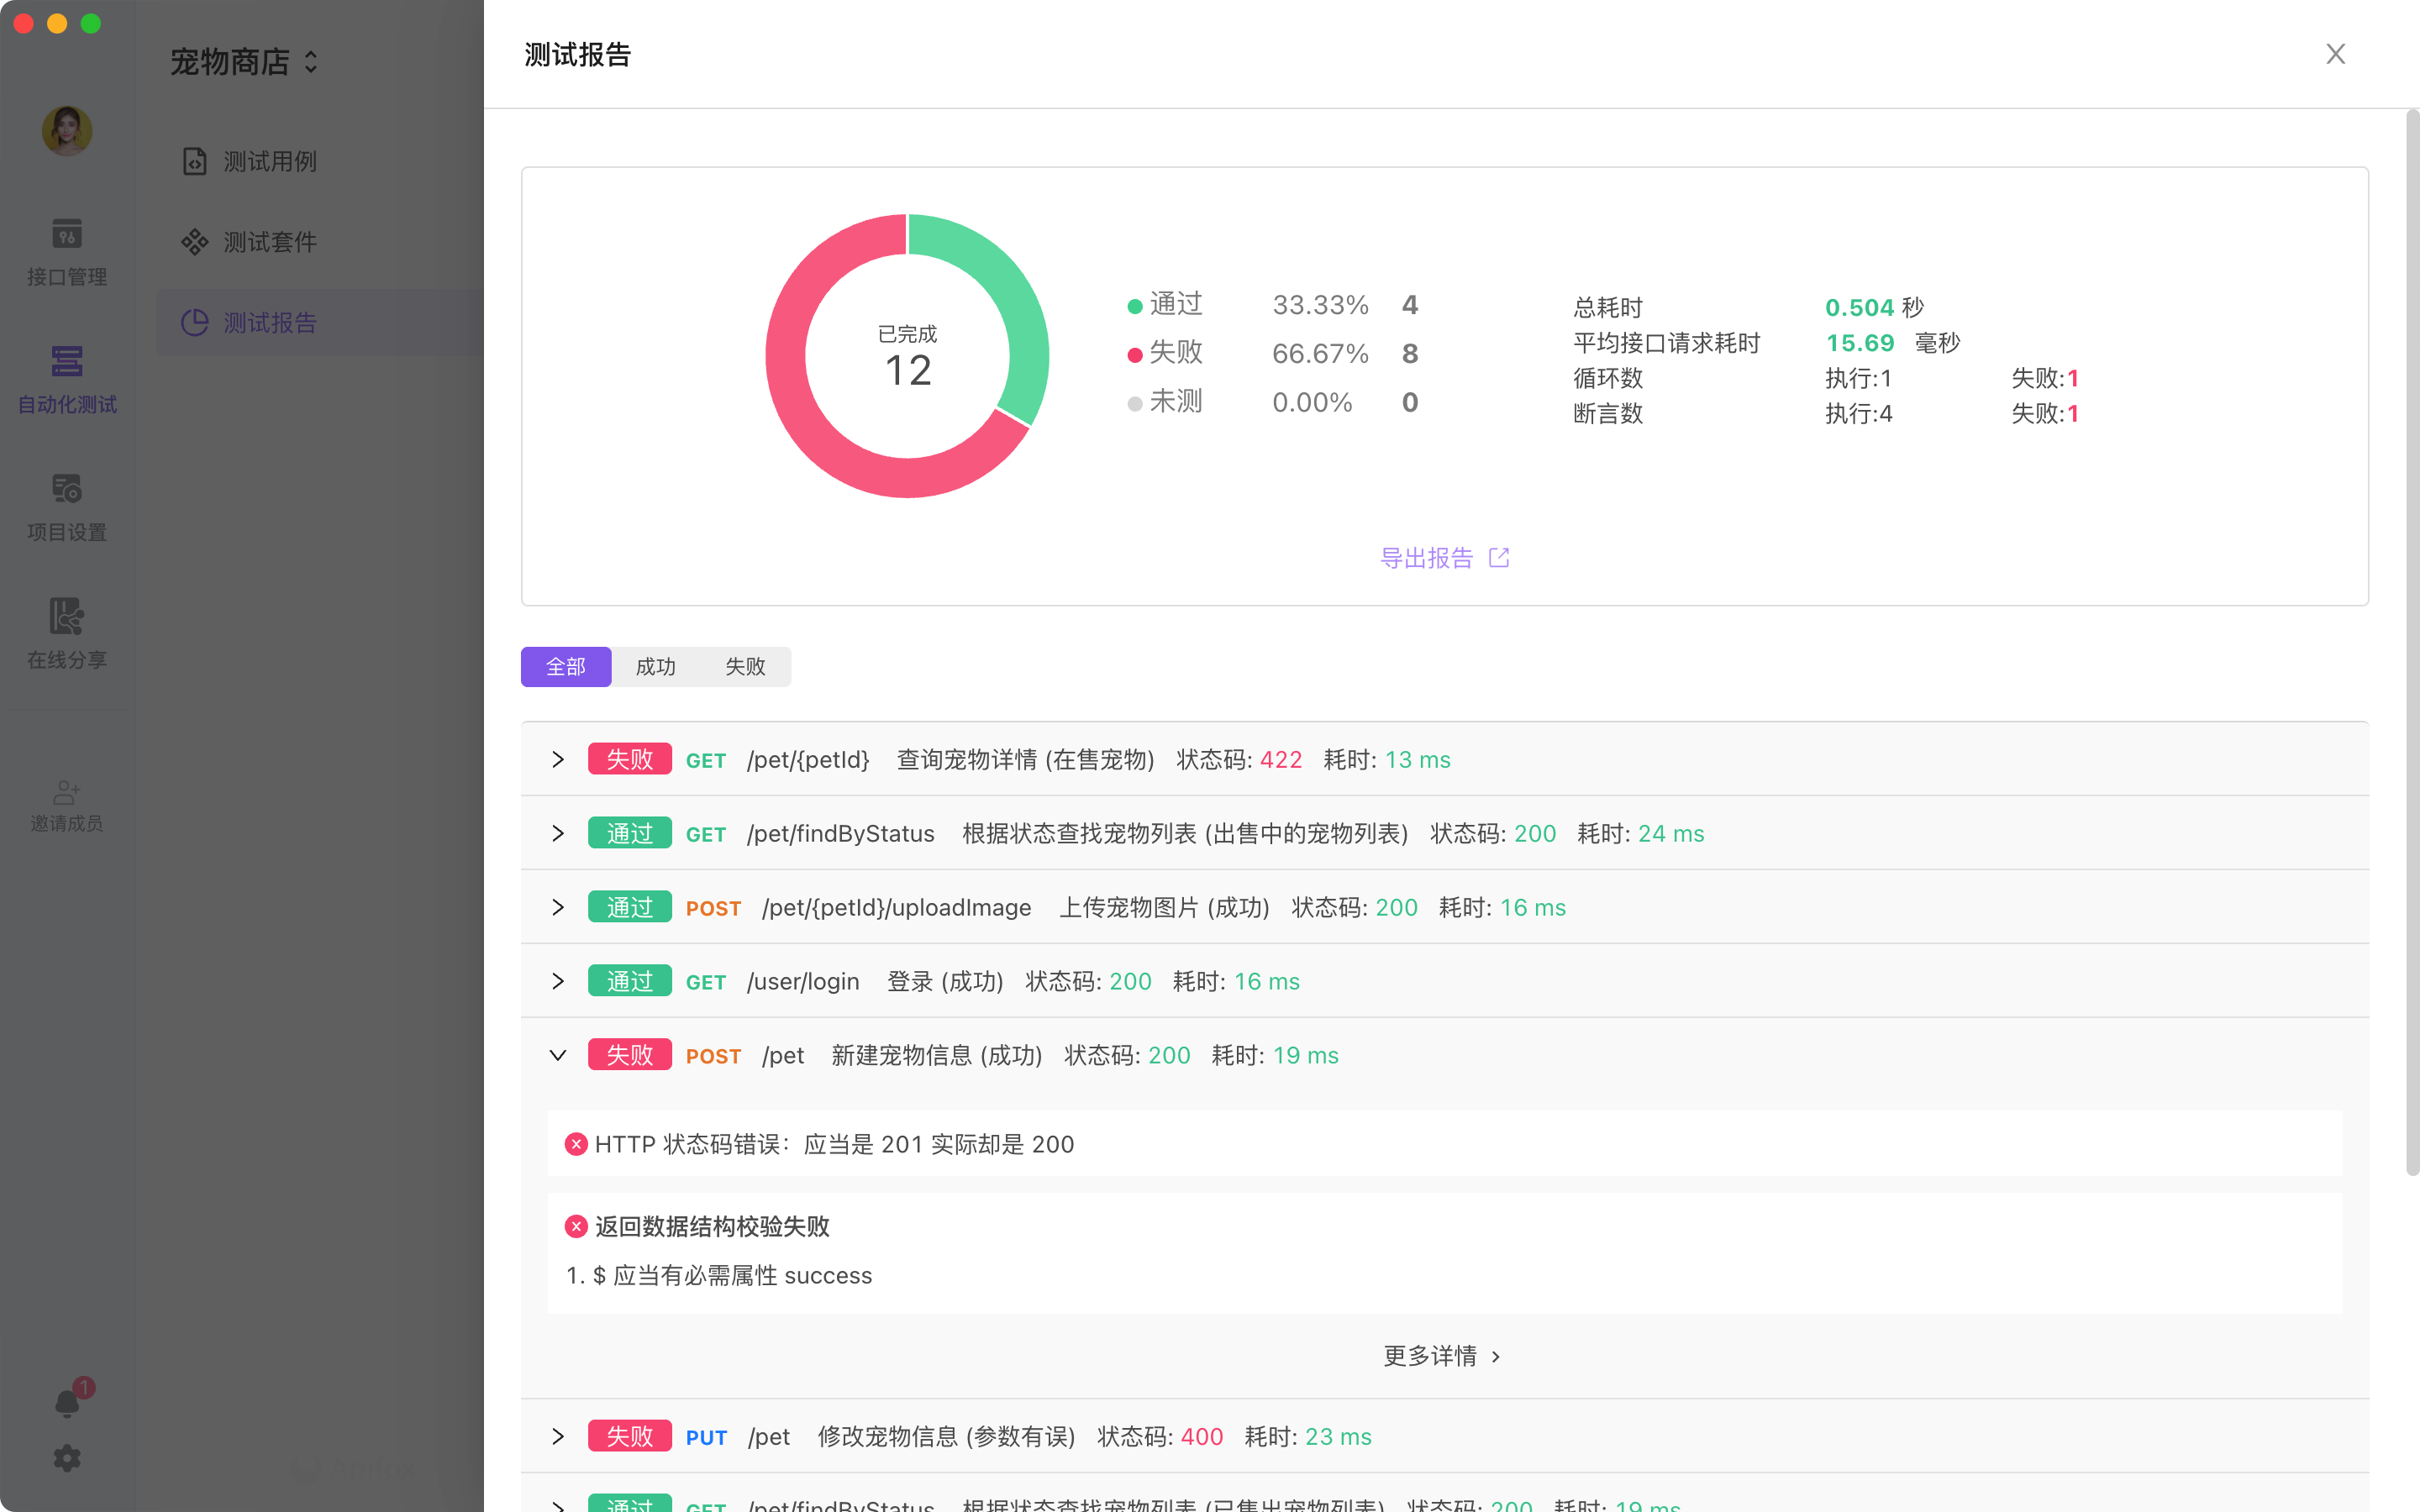 宠物商店
测试用例
测试套件
测试报告
接口管理
自动化测试
项目设置
在线分享
邀请成员
1
测试报告
已完成
12
通过 33.33% 4
失败 66.67% 8
未测 0.00% 0
总耗时 0.504 秒
平均接口请求耗时 15.69 毫秒
循环数 执行:1 失败:1
断言数 执行:4 失败:1
导出报告
全部 成功 失败
失败 GET /pet/{petId} 查询宠物详情 (在售宠物) 状态码: 422 耗时: 13 ms
通过 GET /pet/findByStatus 根据状态查找宠物列表 (出售中的宠物列表) 状态码: 200 耗时: 24 ms
通过 POST /pet/{petId}/uploadImage 上传宠物图片 (成功) 状态码: 200 耗时: 16 ms
通过 GET /user/login 登录 (成功) 状态码: 200 耗时: 16 ms
失败 POST /pet 新建宠物信息 (成功) 状态码: 200 耗时: 19 ms
HTTP 状态码错误：应当是 201 实际却是 200
返回数据结构校验失败
1. $ 应当有必需属性 success
更多详情
失败 PUT /pet 修改宠物信息 (参数有误) 状态码: 400 耗时: 23 ms
通过 GET /pet/findByStatus 根据状态查找宠物列表 (已售出宠物列表) 状态码: 200 耗时: 19 ms